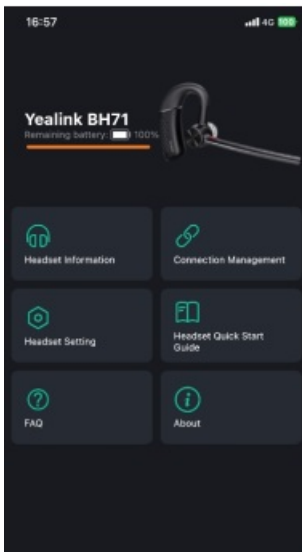 16:57
4G 100
Yealink BH71
Remaining battery: 100%
Headset Information
Connection Management
Headset Setting
Headset Quick Start
Guide
FAQ
About